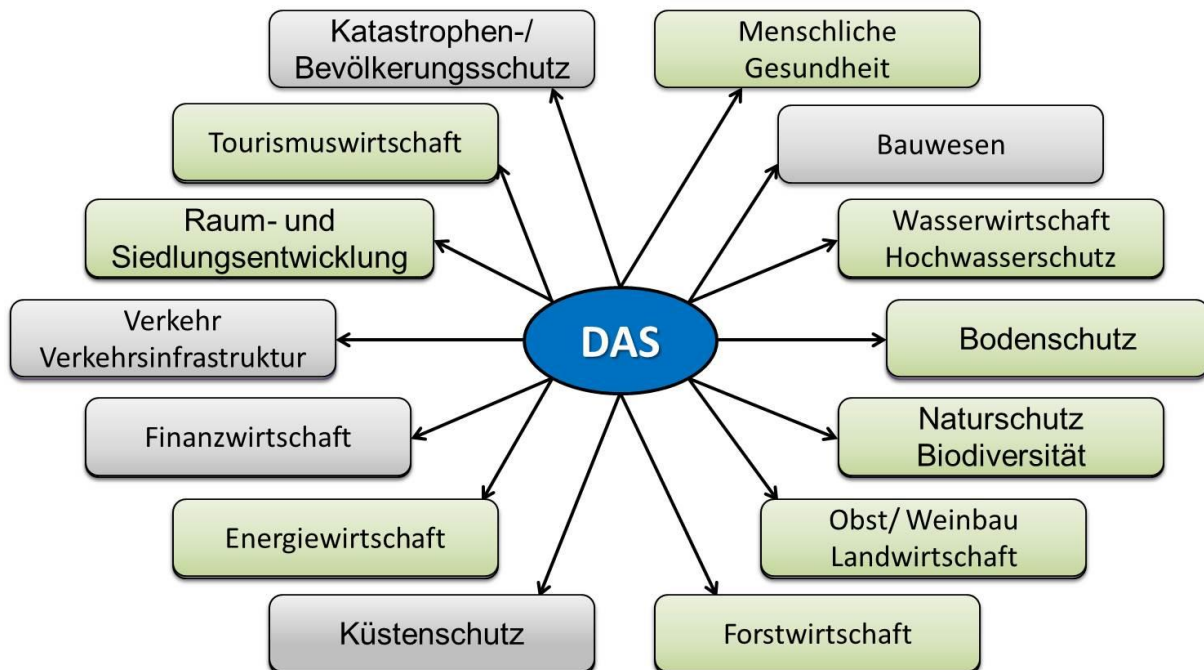 Katastrophen-/
Bevölkerungsschutz
Menschliche
Gesundheit
Tourismuswirtschaft
Bauwesen
Raum- und
Siedlungsentwicklung
Wasserwirtschaft
Hochwasserschutz
Verkehr
Verkehrsinfrastruktur
DAS
Bodenschutz
Finanzwirtschaft
Naturschutz
Biodiversität
Energiewirtschaft
Obst/ Weinbau
Landwirtschaft
Küstenschutz
Forstwirtschaft